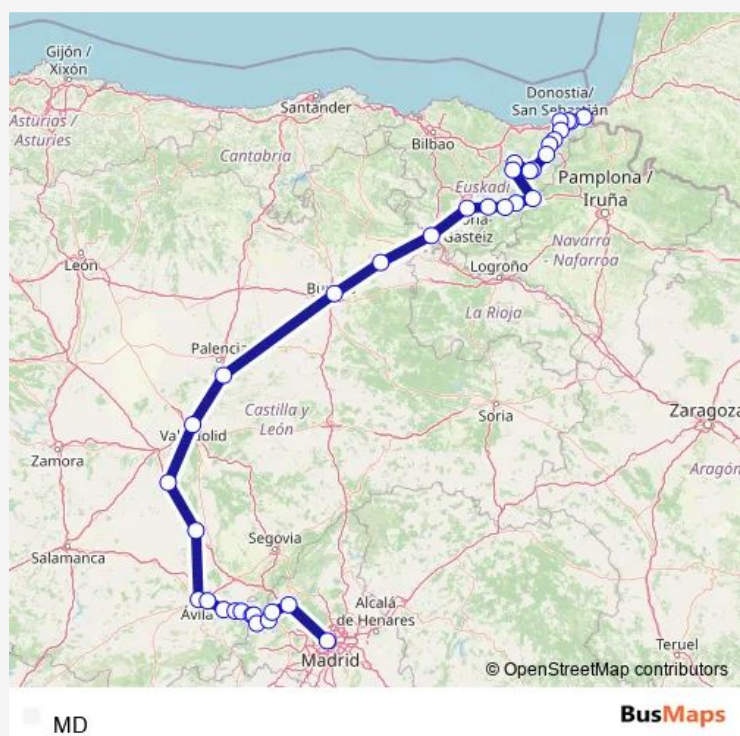 Gijón /
Xixón
Asturias /
Asturies
Santander
Cantabria
Bilbao
Donostia/
San Sebastián
Euskadi
Pamplona /
Iruña
Gasteiz
Navarra
- Nafarroa
León
Logroño
La Rioja
Bu
Palencia
Castilla y
León
Soria
Zaragoza
Aragón
Zamora
Salamanca
Segovia
Ávila
Alcalá
de Henares
Madrid
Teruel
© OpenStreetMap contributors
MD
BusMaps